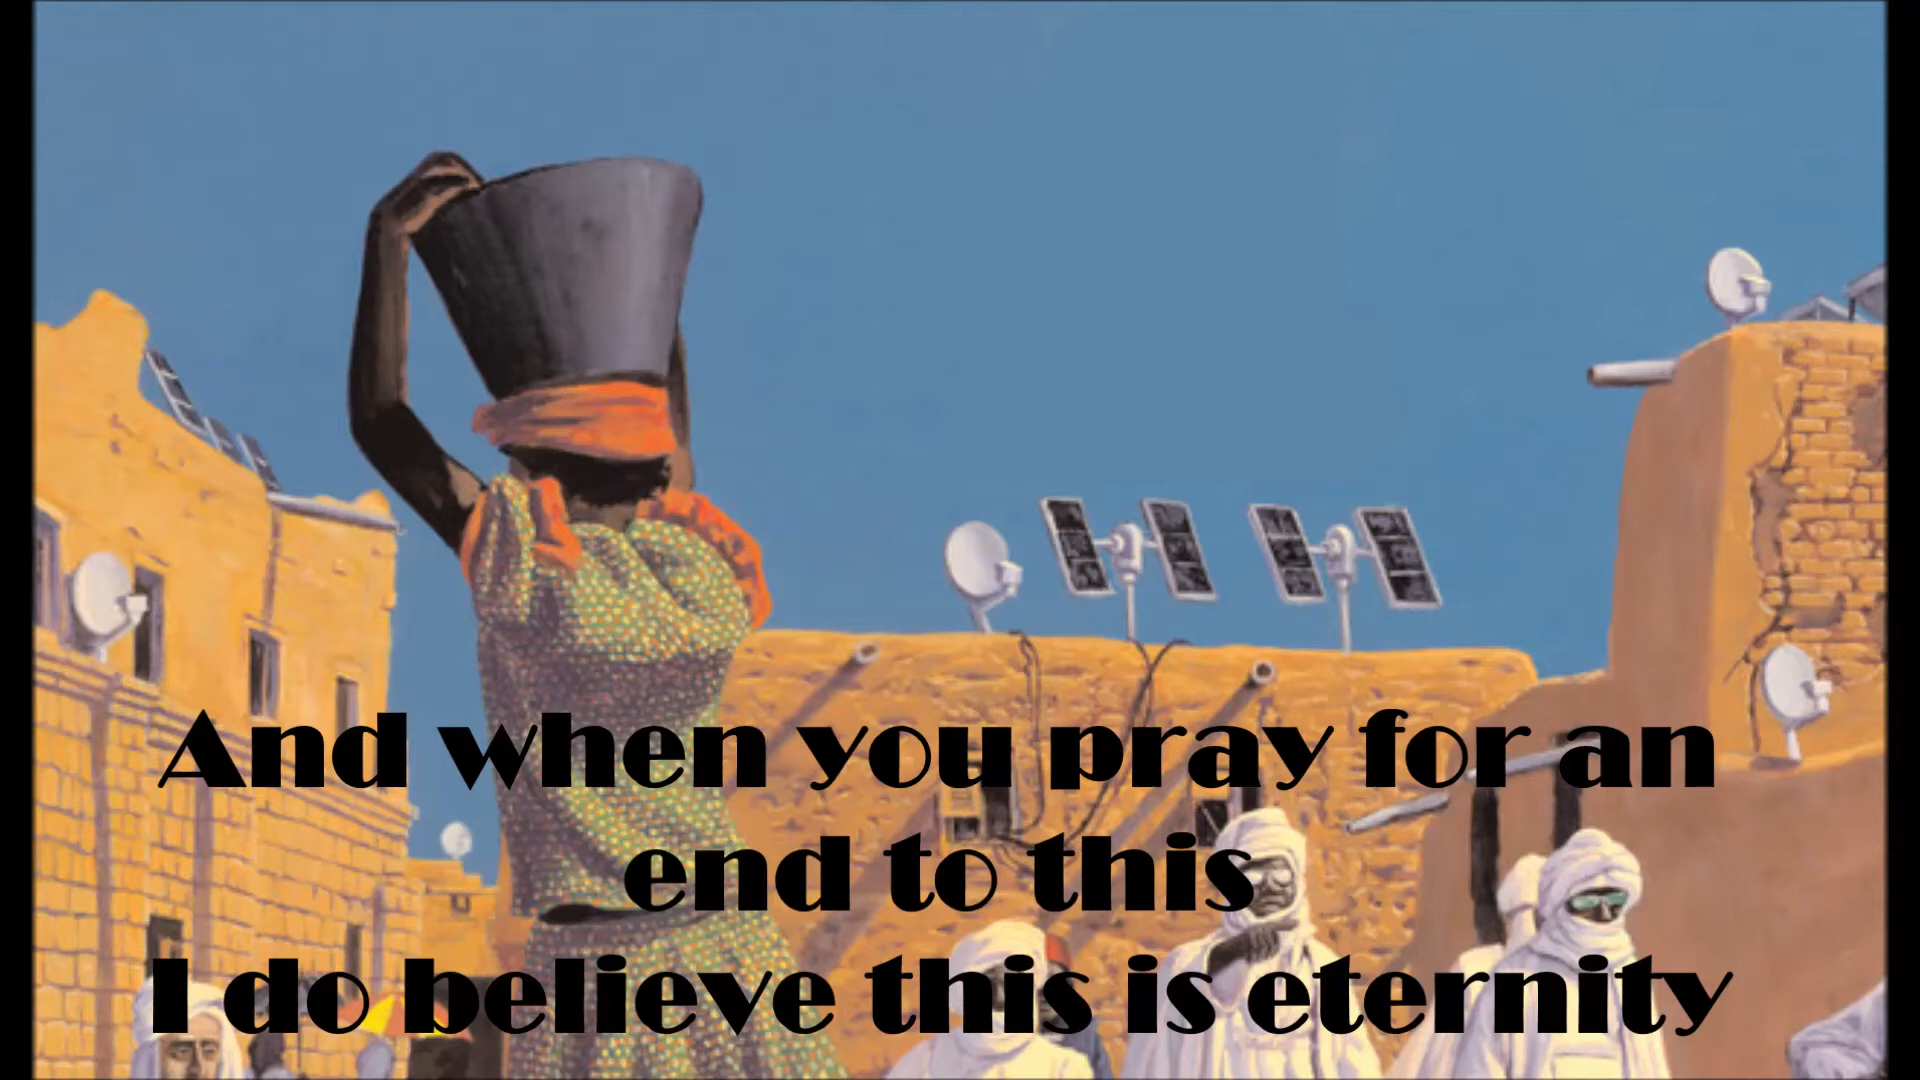 And when you pray for an
end to this
I do believe this is eternity